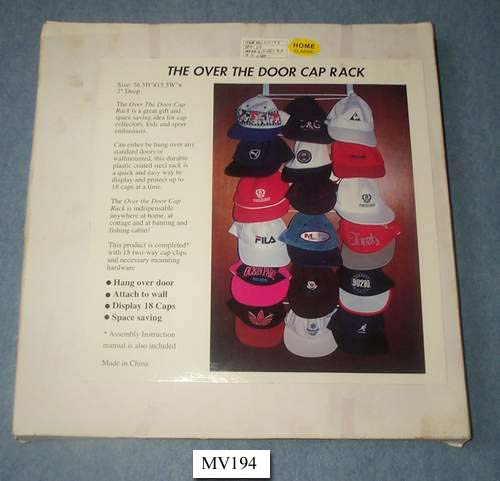 HOME
CLASSIC
THE OVER THE DOOR CAP RACK
Size: 36.5H"x15.5W"x
2" Deep
The Over The Door Cap
Rack is a great gift and
space saving idea for cap
collectors, kids and sport
enthusiasts.
Can either be hung over any
standard doors or
wallmounted, this durable
plastic coated steel rack is
a quick and easy way to
display and protect up to
18 caps at a time.
The Over the Door Cap
Rack is indispensable
anywhere at home, at
cottage and at hunting and
fishing cabin!
This product is completed*
with 18 two-way cap clips
and necessary mounting
hardware
● Hang over door
● Attach to wall
● Display 18 Caps
● Space saving
* Assembly Instruction
manual is also included
Made in China
FILA
90210
MV194